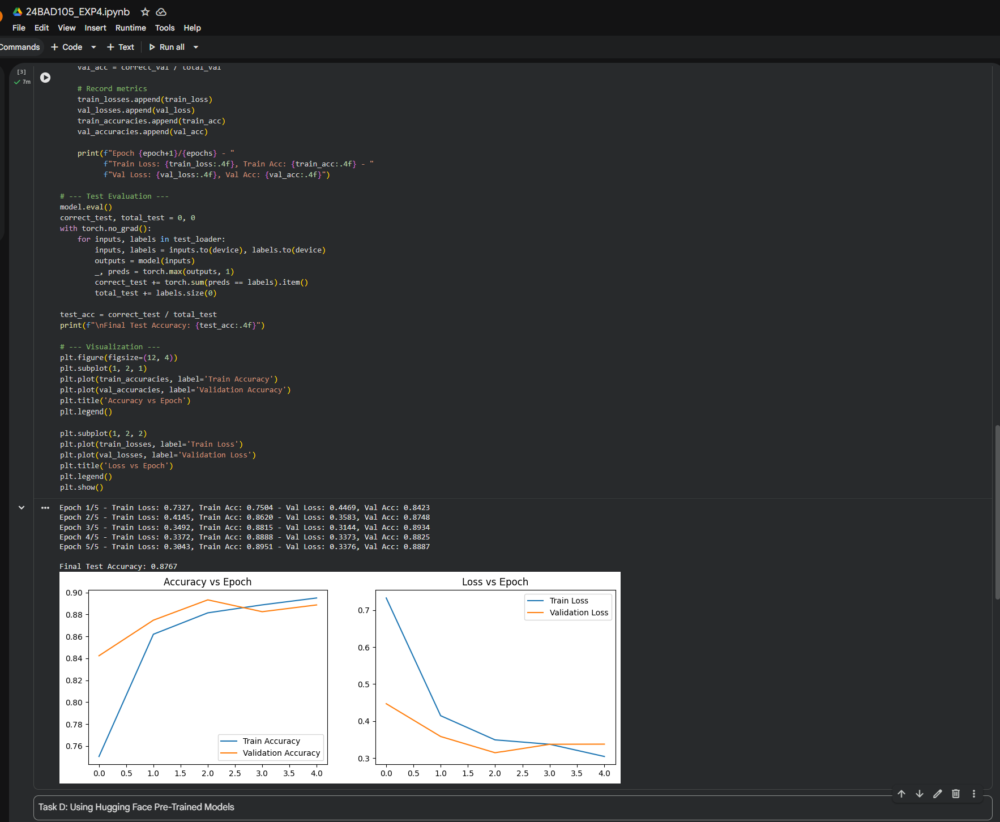 24BAD105_EXP4.ipynb
File Edit View Insert Runtime Tools Help
Commands + Code + Text Run all
[3]
7m
val_acc = correct_val / total_val
# Record metrics
train_losses.append(train_loss)
val_losses.append(val_loss)
train_accuracies.append(train_acc)
val_accuracies.append(val_acc)
print(f"Epoch {epoch+1}/{epochs} - "
f"Train Loss: {train_loss:.4f}, Train Acc: {train_acc:.4f} - "
f"Val Loss: {val_loss:.4f}, Val Acc: {val_acc:.4f}")
# --- Test Evaluation ---
model.eval()
correct_test, total_test = 0, 0
with torch.no_grad():
for inputs, labels in test_loader:
inputs, labels = inputs.to(device), labels.to(device)
outputs = model(inputs)
_, preds = torch.max(outputs, 1)
correct_test += torch.sum(preds == labels).item()
total_test += labels.size(0)
test_acc = correct_test / total_test
print(f"\nFinal Test Accuracy: {test_acc:.4f}")
# --- Visualization ---
plt.figure(figsize=(12, 4))
plt.subplot(1, 2, 1)
plt.plot(train_accuracies, label='Train Accuracy')
plt.plot(val_accuracies, label='Validation Accuracy')
plt.title('Accuracy vs Epoch')
plt.legend()
plt.subplot(1, 2, 2)
plt.plot(train_losses, label='Train Loss')
plt.plot(val_losses, label='Validation Loss')
plt.title('Loss vs Epoch')
plt.legend()
plt.show()
Epoch 1/5 - Train Loss: 0.7327, Train Acc: 0.7504 - Val Loss: 0.4469, Val Acc: 0.8423
Epoch 2/5 - Train Loss: 0.4145, Train Acc: 0.8620 - Val Loss: 0.3583, Val Acc: 0.8748
Epoch 3/5 - Train Loss: 0.3492, Train Acc: 0.8815 - Val Loss: 0.3144, Val Acc: 0.8934
Epoch 4/5 - Train Loss: 0.3372, Train Acc: 0.8888 - Val Loss: 0.3373, Val Acc: 0.8825
Epoch 5/5 - Train Loss: 0.3043, Train Acc: 0.8951 - Val Loss: 0.3376, Val Acc: 0.8887
Final Test Accuracy: 0.8767
Accuracy vs Epoch
0.90
0.88
0.86
0.84
0.82
0.80
0.78
0.76
Train Accuracy
Validation Accuracy
0.0 0.5 1.0 1.5 2.0 2.5 3.0 3.5 4.0
Loss vs Epoch
Train Loss
Validation Loss
0.7
0.6
0.5
0.4
0.3
0.0 0.5 1.0 1.5 2.0 2.5 3.0 3.5 4.0
Task D: Using Hugging Face Pre-Trained Models